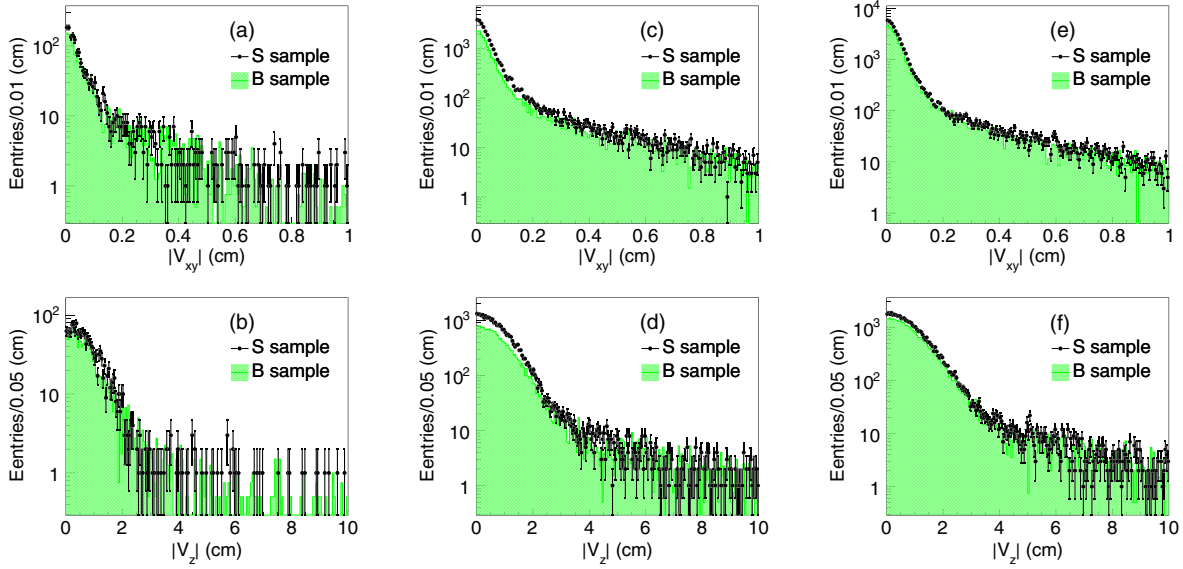 (a)
S sample
B sample
Eentries/0.01 (cm)
10²
10
1
0 0.2 0.4 0.6 0.8 1
|V_xy| (cm)
(c)
S sample
B sample
Eentries/0.01 (cm)
10³
10²
10
1
0 0.2 0.4 0.6 0.8 1
|V_xy| (cm)
(e)
S sample
B sample
Eentries/0.01 (cm)
10⁴
10³
10²
10
1
0 0.2 0.4 0.6 0.8 1
|V_xy| (cm)
(b)
S sample
B sample
Eentries/0.05 (cm)
10²
10
1
0 2 4 6 8 10
|V_z| (cm)
(d)
S sample
B sample
Eentries/0.05 (cm)
10³
10²
10
1
0 2 4 6 8 10
|V_z| (cm)
(f)
S sample
B sample
Eentries/0.05 (cm)
10³
10²
10
1
0 2 4 6 8 10
|V_z| (cm)